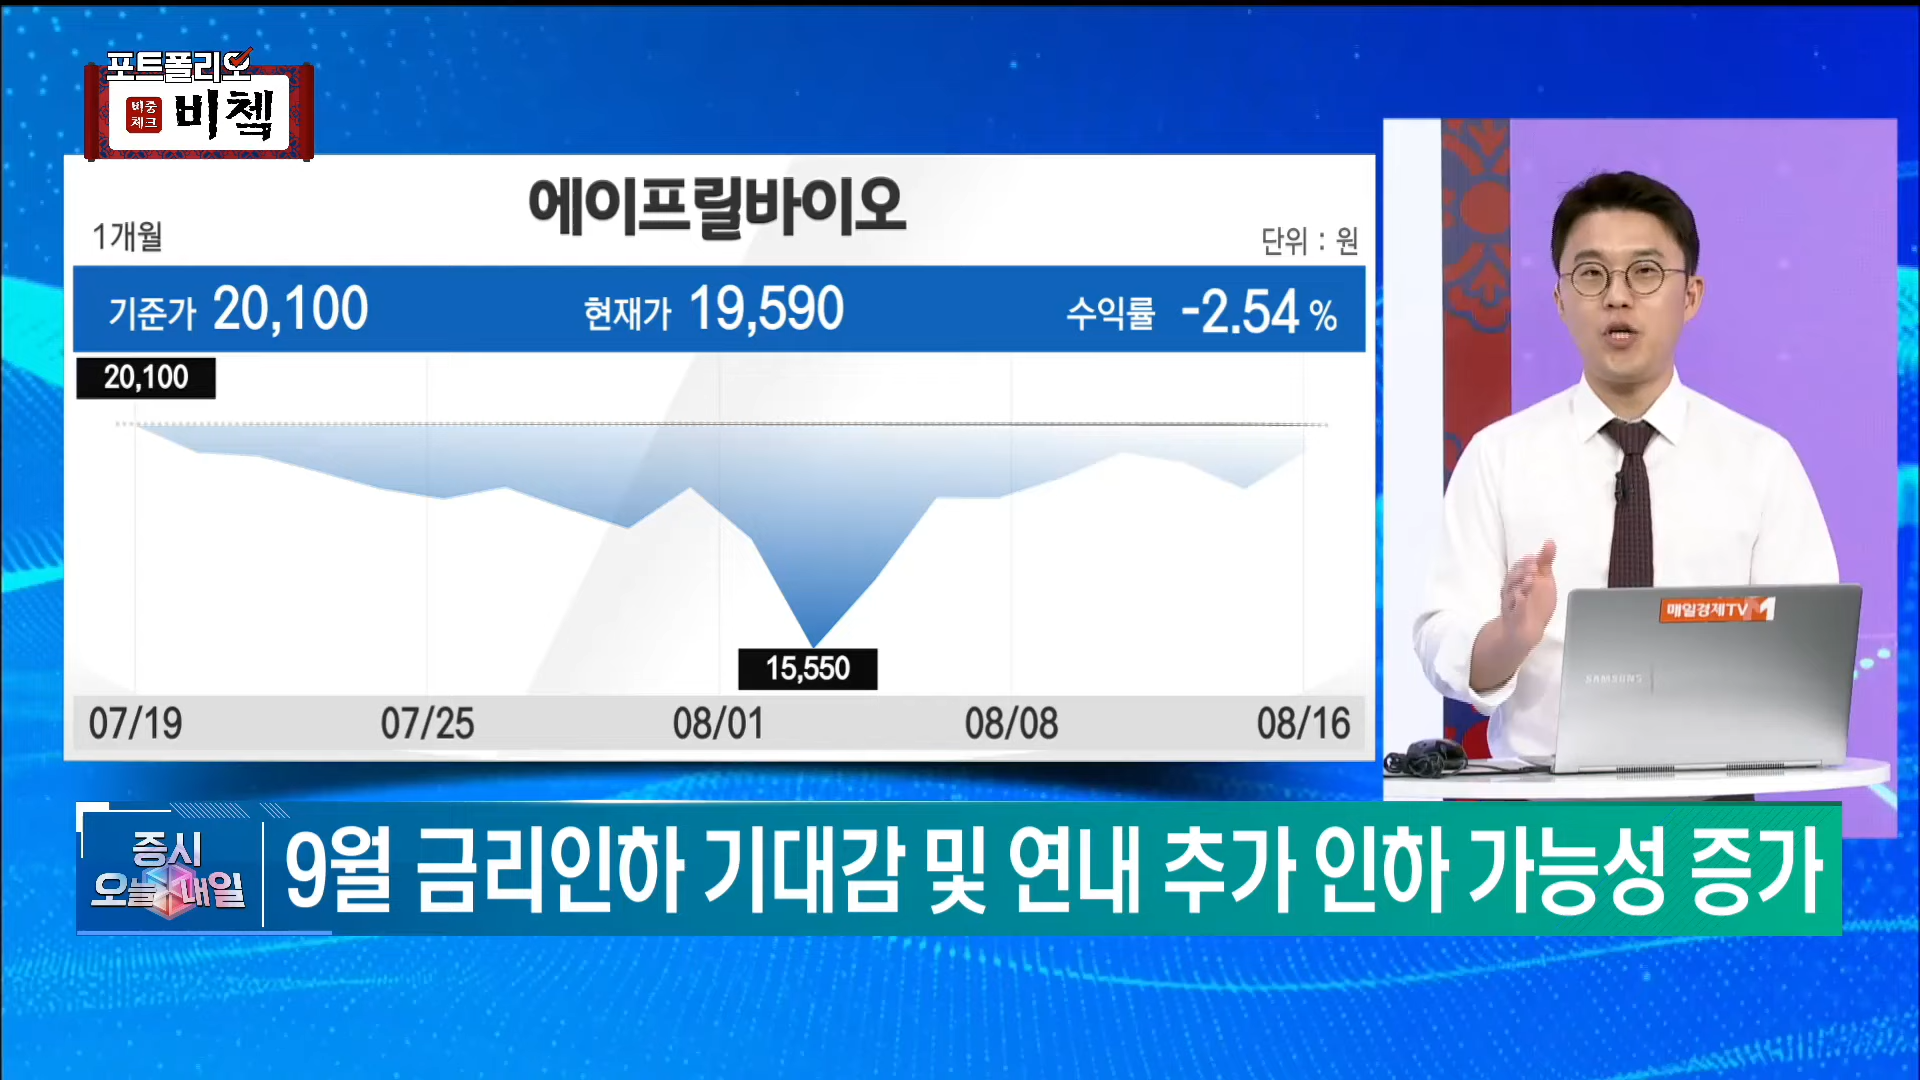 포트폴리오
비중
체크
비첵
에이프릴바이오
1개월
단위 : 원
기준가 20,100
현재가 19,590
수익률 -2.54 %
20,100
15,550
07/19 07/25 08/01 08/08 08/16
매일경제TV
SAMSUNG
증시
오늘 내일
9월 금리인하 기대감 및 연내 추가 인하 가능성 증가